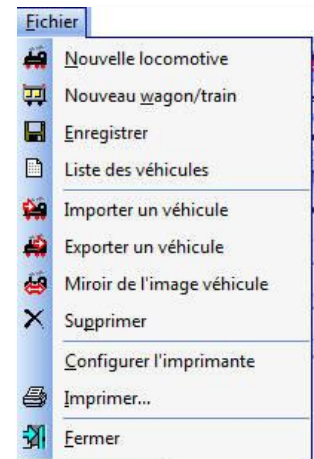 Fichier
Nouvelle locomotive
Nouveau wagon/train
Enregistrer
Liste des véhicules
Importer un véhicule
Exporter un véhicule
Miroir de l'image véhicule
Supprimer
Configurer l'imprimante
Imprimer...
Fermer